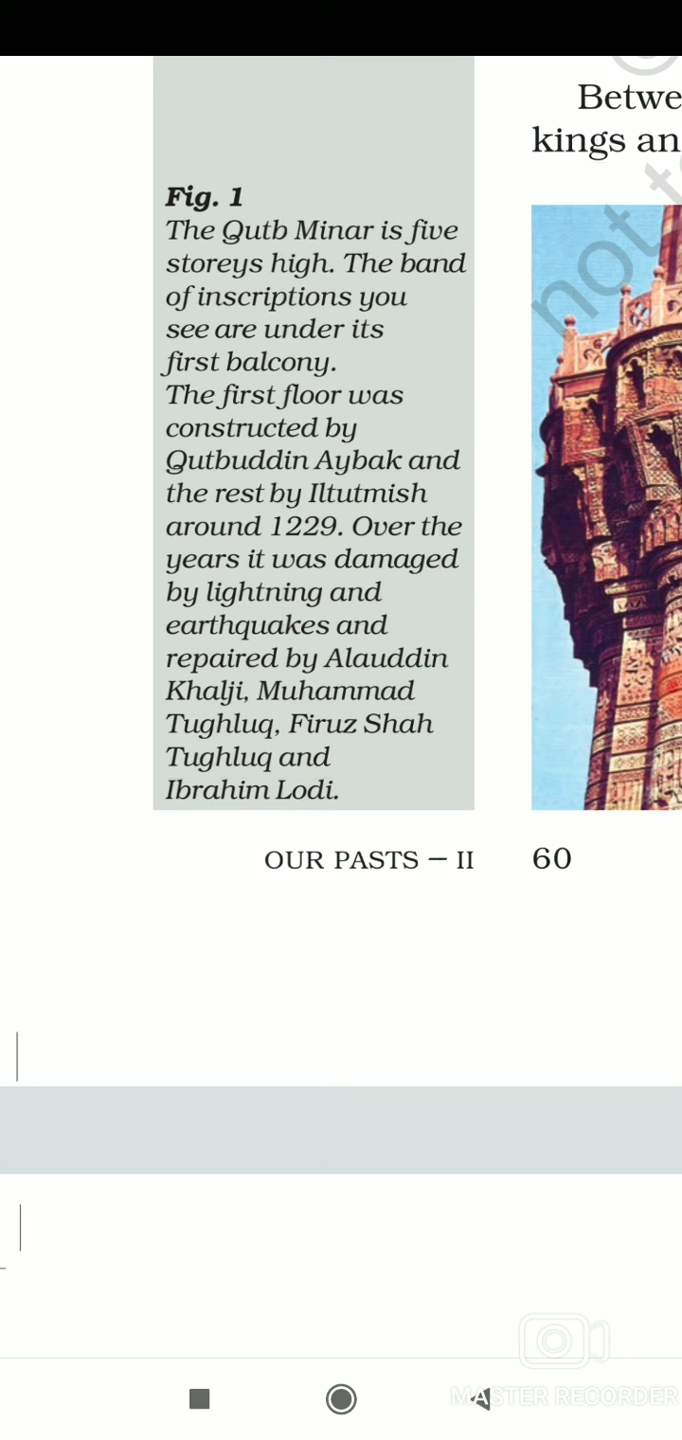 Betwe
kings an
Fig. 1
The Qutb Minar is five
storeys high. The band
of inscriptions you
see are under its
first balcony.
The first floor was
constructed by
Qutbuddin Aybak and
the rest by Iltutmish
around 1229. Over the
years it was damaged
by lightning and
earthquakes and
repaired by Alauddin
Khalji, Muhammad
Tughluq, Firuz Shah
Tughluq and
Ibrahim Lodi.
not t
OUR PASTS – II 60
MASTER RECORDER